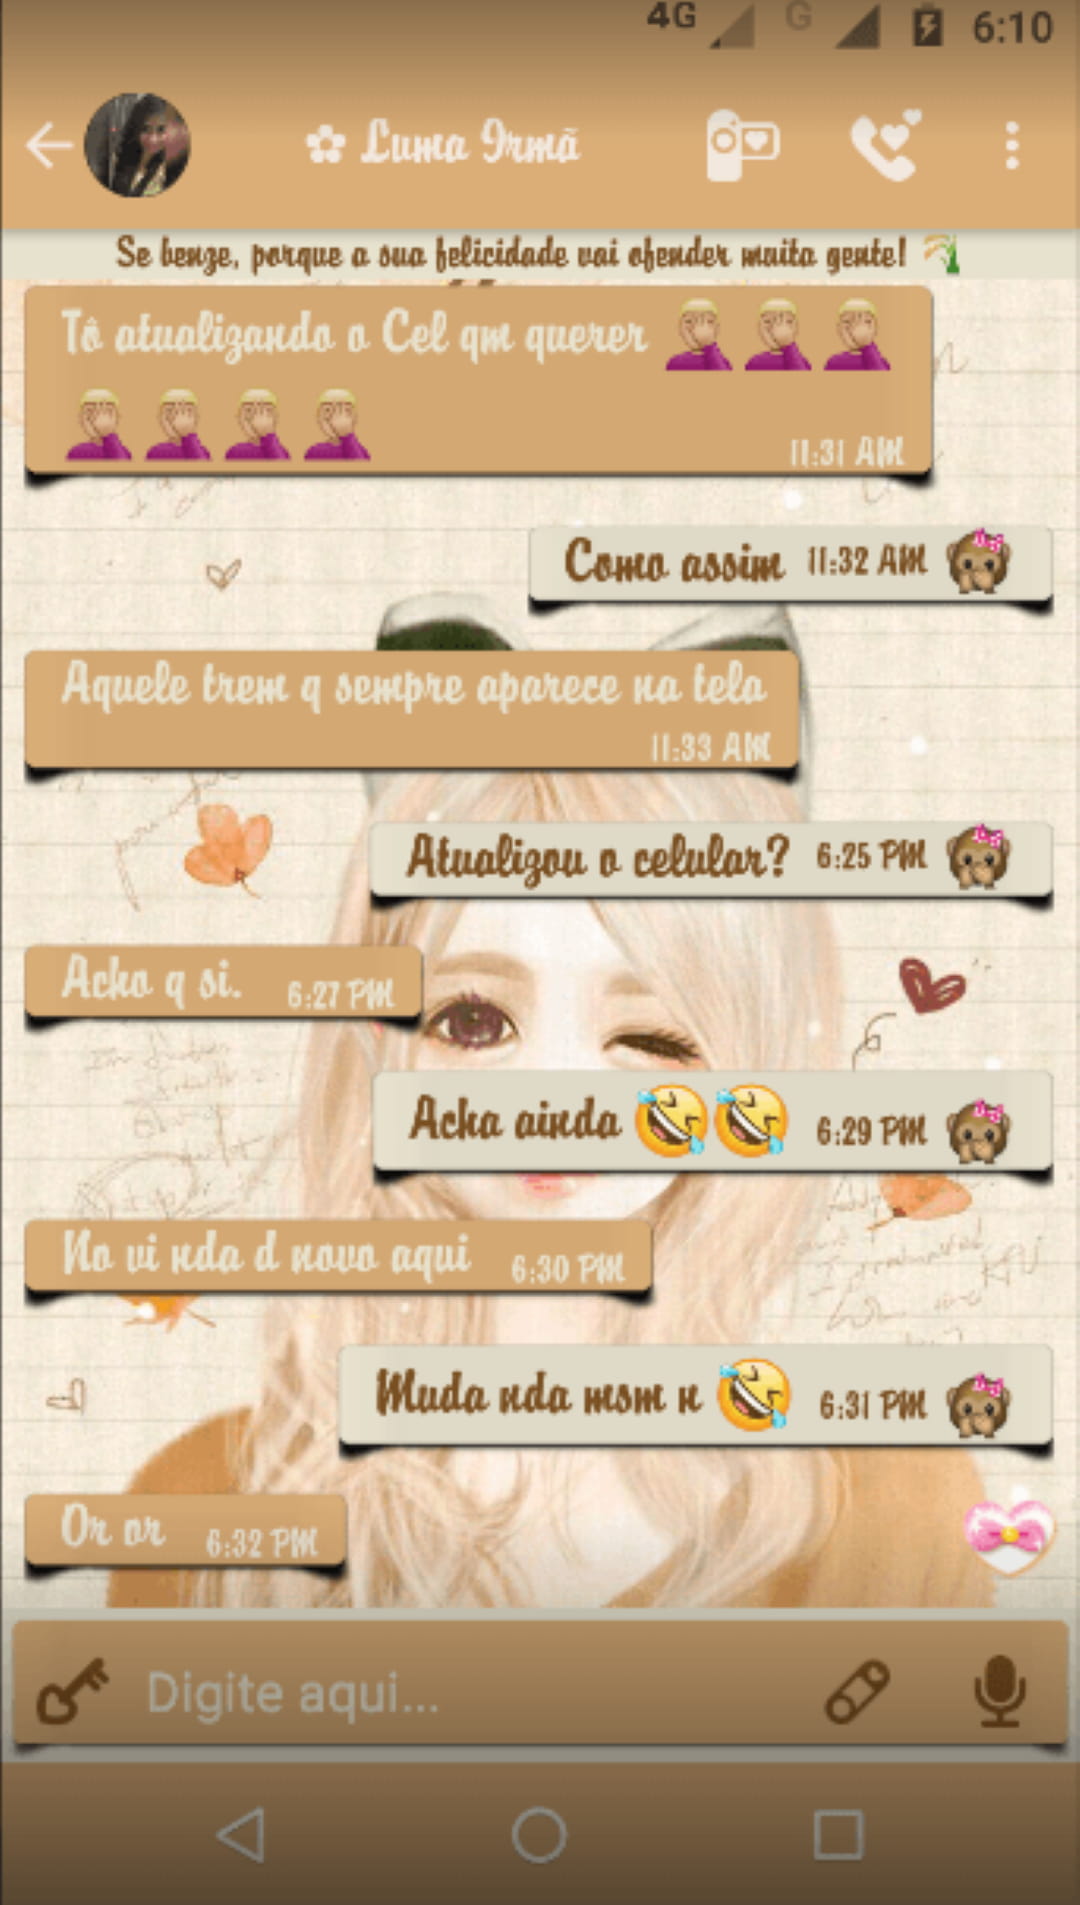 4G G 6:10
Luma Irmã
Se benze, porque a sua felicidade vai ofender muita gente! 🌾
Tô atualizando o Cel qm querer 🤦🏼‍♀️🤦🏼‍♀️🤦🏼‍♀️
🤦🏼‍♀️🤦🏼‍♀️🤦🏼‍♀️🤦🏼‍♀️
11:31 AM
Como assim 11:32 AM
Aquele trem q sempre aparece na tela
11:33 AM
Atualizou o celular? 6:25 PM
Acho q si. 6:27 PM
Acha ainda 🤣🤣 6:29 PM
No vi nda d novo aqui 6:30 PM
Muda nda msm n 🤣 6:31 PM
Or or 6:32 PM
Digite aqui...